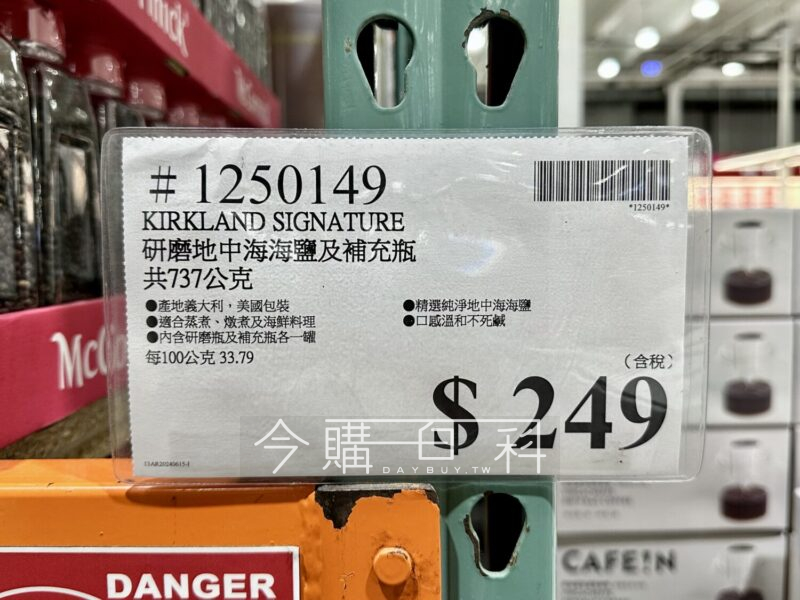 McCormick
# 1250149
*1250149*
KIRKLAND SIGNATURE
研磨地中海海鹽及補充瓶
共737公克
●產地義大利，美國包裝
●適合蒸煮、燉煮及海鮮料理
●內含研磨瓶及補充瓶各一罐
●精選純淨地中海海鹽
●口感溫和不死鹹
每100公克 33.79
(含稅)
$ 249
今購百科
DAYBUY.TW
DANGER
CAFE!N